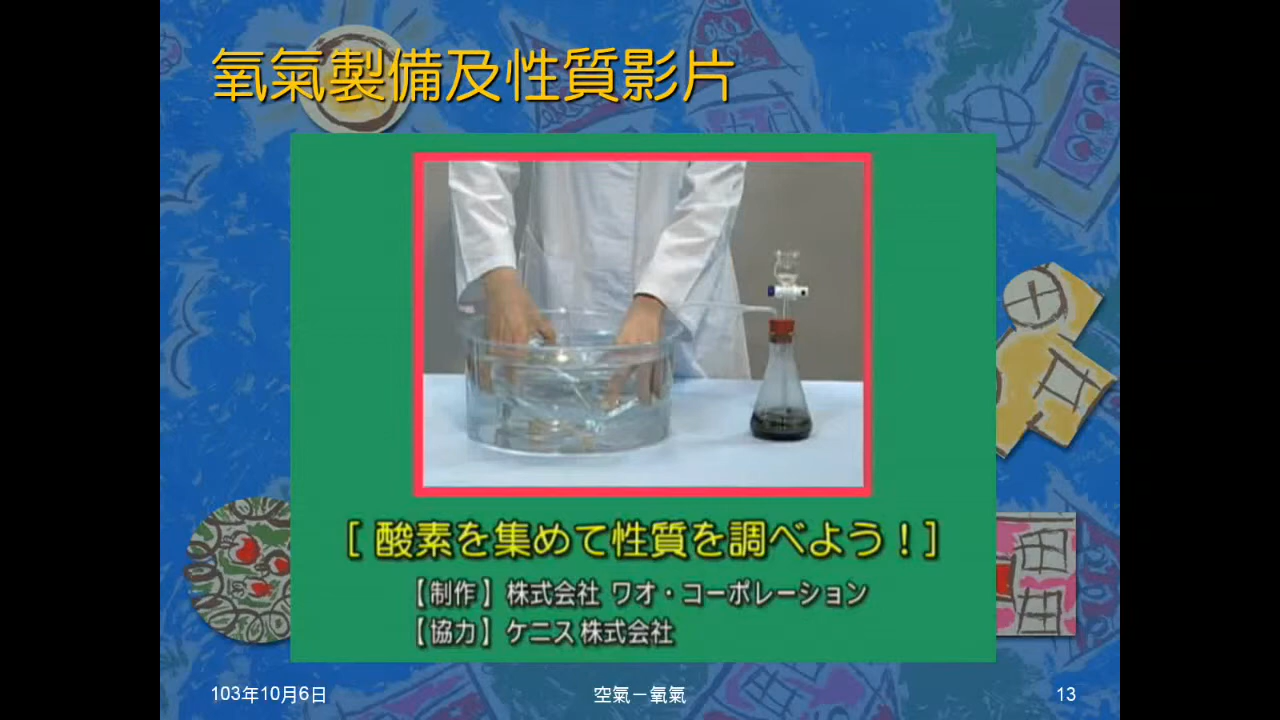 氧氣製備及性質影片
[ 酸素を集めて性質を調べよう！]
【制作】株式会社 ワオ・コーポレーション
【協力】ケニス 株式会社
103年10月6日
空氣－氧氣
13